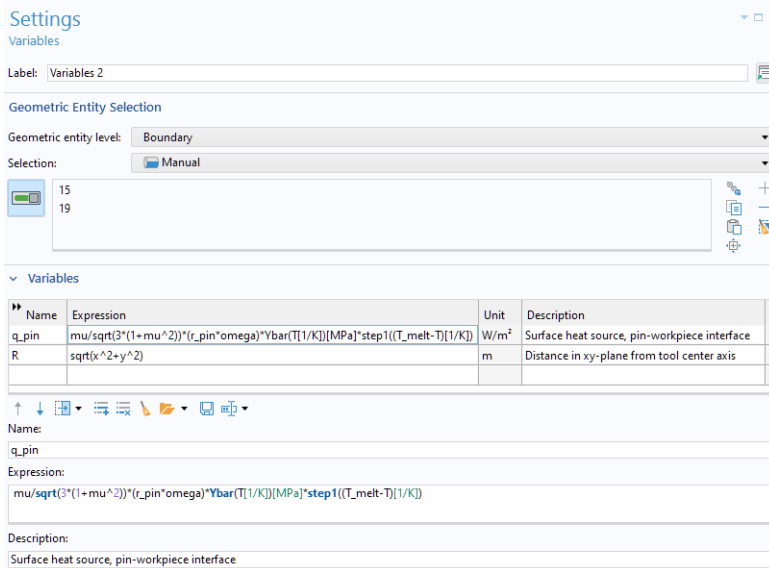 Settings
Variables
Label: Variables 2
Geometric Entity Selection
Geometric entity level: Boundary
Selection: Manual
15
19
Variables
Name Expression Unit Description
q_pin mu/sqrt(3*(1+mu^2))*(r_pin*omega)*Ybar(T[1/K])[MPa]*step1((T_melt-T)[1/K]) W/m² Surface heat source, pin-workpiece interface
R sqrt(x^2+y^2) m Distance in xy-plane from tool center axis
Name:
q_pin
Expression:
mu/sqrt(3*(1+mu^2))*(r_pin*omega)*Ybar(T[1/K])[MPa]*step1((T_melt-T)[1/K])
Description:
Surface heat source, pin-workpiece interface